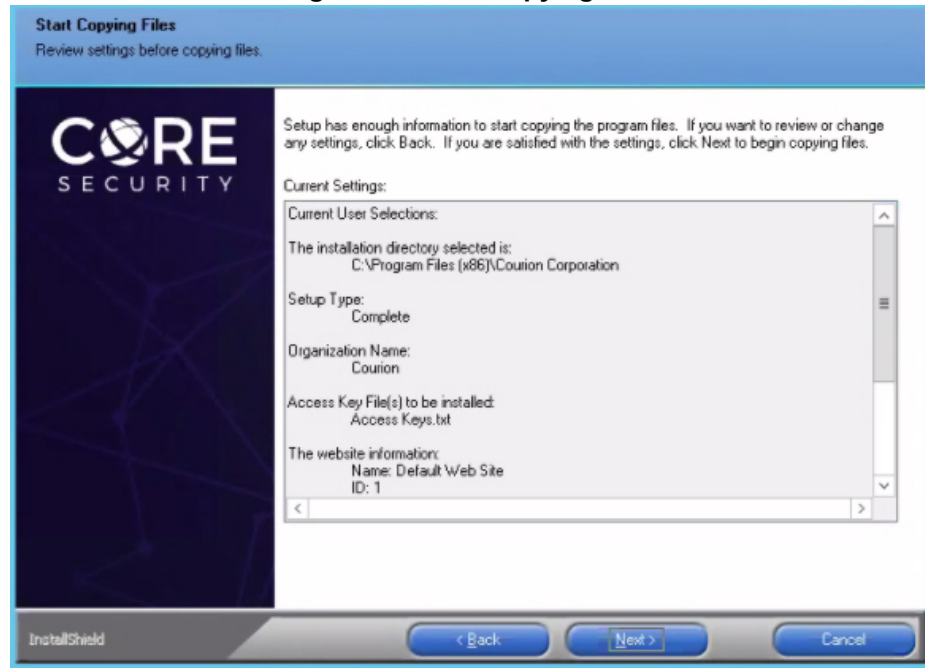 Start Copying Files
Review settings before copying files.
CORE
SECURITY
Setup has enough information to start copying the program files. If you want to review or change
any settings, click Back. If you are satisfied with the settings, click Next to begin copying files.
Current Settings:
Current User Selections:
The installation directory selected is:
C:\Program Files (x86)\Courion Corporation
Setup Type:
Complete
Organization Name:
Courion
Access Key File(s) to be installed:
Access Keys.txt
The website information:
Name: Default Web Site
ID: 1
InstallShield
< Back
Next >
Cancel